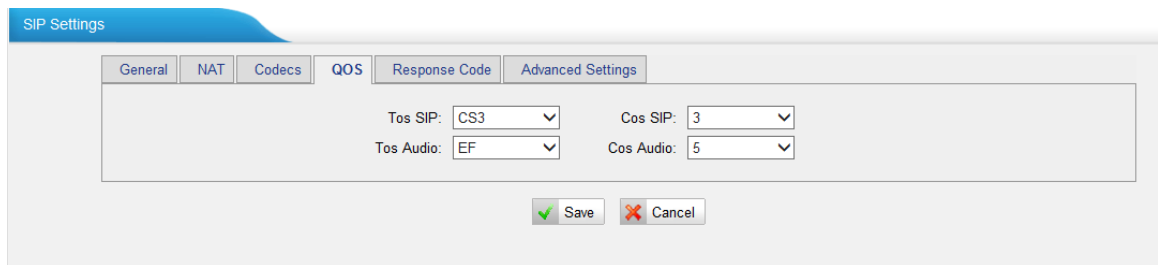 SIP Settings
General NAT Codecs QOS Response Code Advanced Settings
Tos SIP: CS3 Cos SIP: 3
Tos Audio: EF Cos Audio: 5
Save Cancel